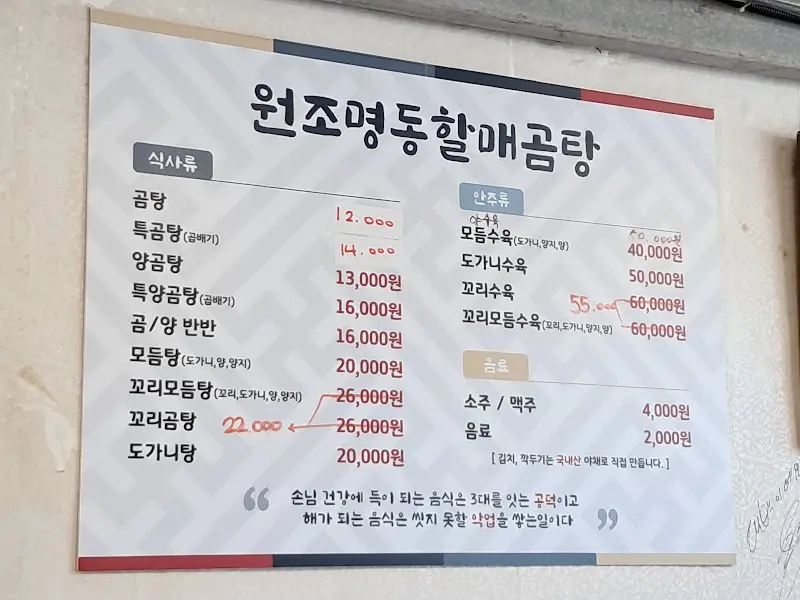 원조명동할매곰탕
식사류
곰탕 12.000
특곰탕(곱배기) 14.000
양곰탕 13,000원
특양곰탕(곱배기) 16,000원
곰/양 반반 16,000원
모듬탕(도가니,양,양지) 20,000원
꼬리모듬탕(꼬리,도가니,양,양지) 26,000원
꼬리곰탕 22.000 26,000원
도가니탕 20,000원
안주류
모듬수육(도가니,양지,양) 40,000원
도가니수육 50,000원
꼬리수육 55.000 60,000원
꼬리모듬수육(꼬리,도가니,양지,양) 60,000원
음료
소주 / 맥주 4,000원
음료 2,000원
[ 김치, 깍두기는 국내산 야채로 직접 만듭니다. ]
“ 손님 건강에 득이 되는 음식은 3대를 잇는 공덕이고
해가 되는 음식은 씻지 못할 악업을 쌓는일이다 ”